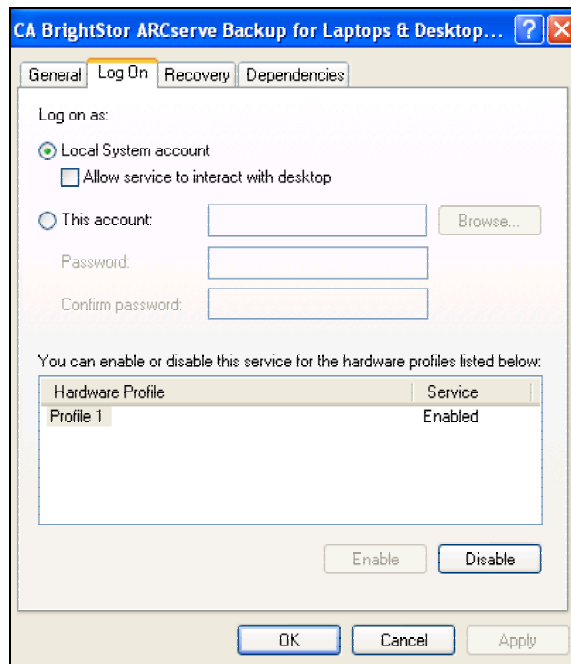 CA BrightStor ARCserve Backup for Laptops & Desktop...
General Log On Recovery Dependencies
Log on as:
Local System account
Allow service to interact with desktop
This account: Browse...
Password:
Confirm password:
You can enable or disable this service for the hardware profiles listed below:
Hardware Profile Service
Profile 1 Enabled
Enable Disable
OK Cancel Apply